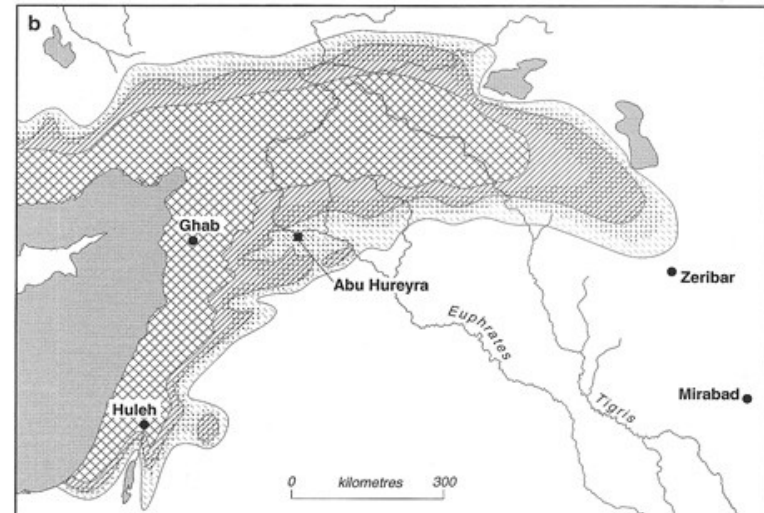 b
Ghab
Abu Hureyra
Zeribar
Euphrates
Huleh
Tigris
Mirabad
0 kilometres 300